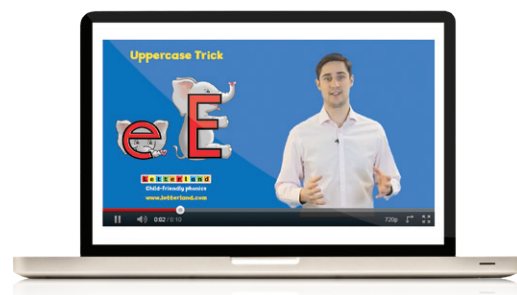 Uppercase Trick
e E
Letterland
Child-friendly phonics
www.letterland.com
0:02 / 0:10
720p